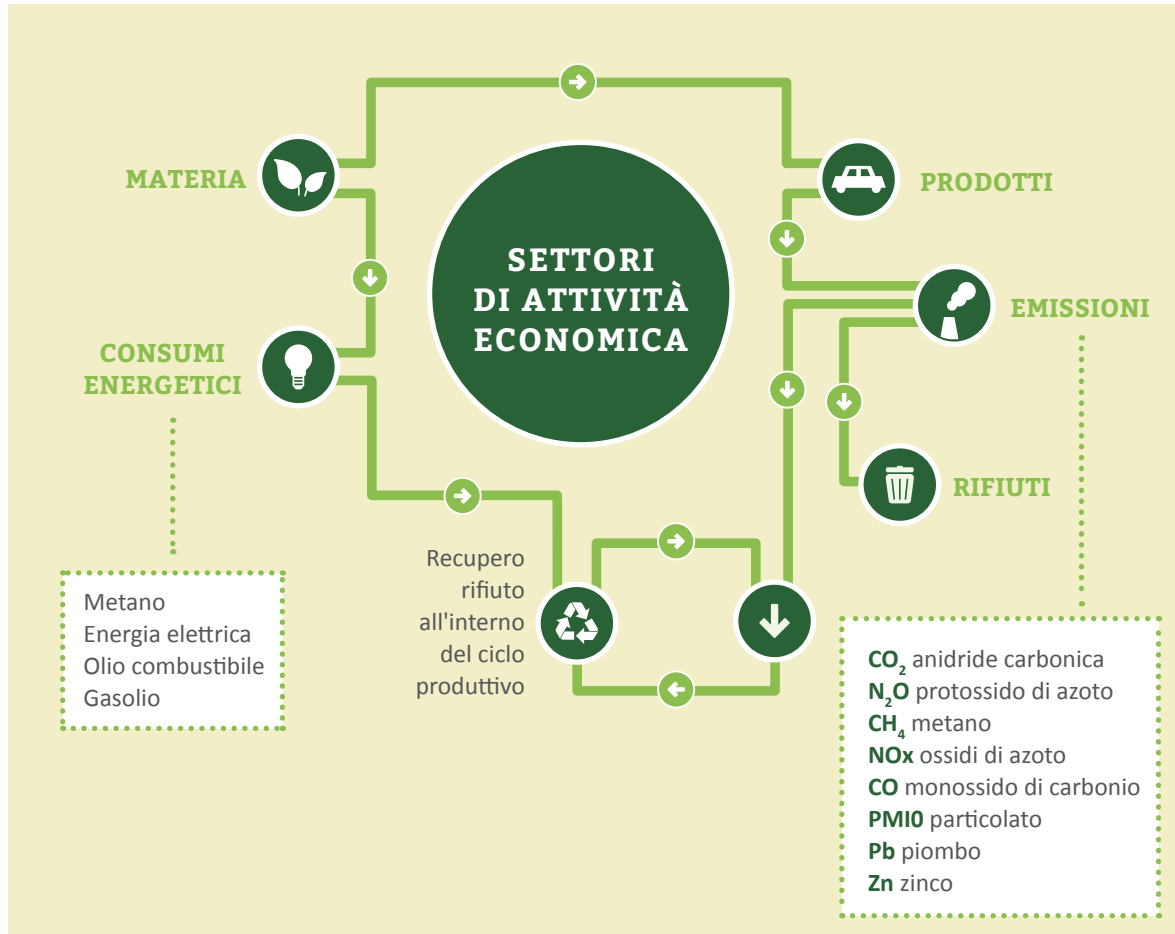 MATERIA
PRODOTTI
SETTORI
DI ATTIVITÀ
ECONOMICA
EMISSIONI
CONSUMI
ENERGETICI
RIFIUTI
Recupero
rifiuto
all'interno
del ciclo
produttivo
Metano
Energia elettrica
Olio combustibile
Gasolio
CO₂ anidride carbonica
N₂O protossido di azoto
CH₄ metano
NOx ossidi di azoto
CO monossido di carbonio
PMI0 particolato
Pb piombo
Zn zinco